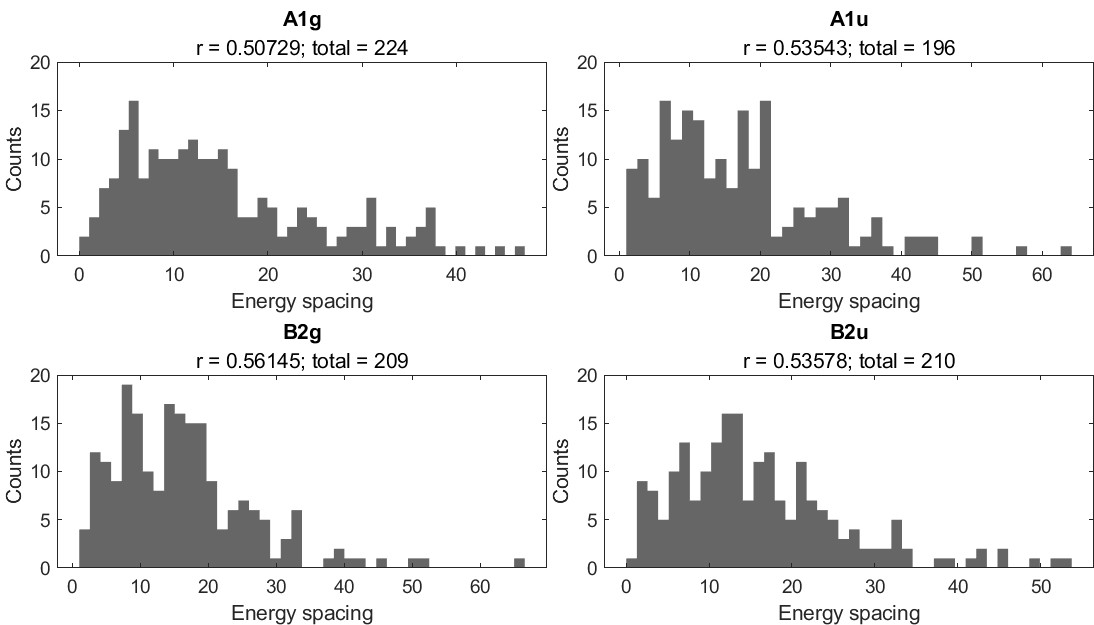 A1g
r = 0.50729; total = 224
20
15
10
5
0
Counts
0 10 20 30 40
Energy spacing
A1u
r = 0.53543; total = 196
20
15
10
5
0
Counts
0 10 20 30 40 50 60
Energy spacing
B2g
r = 0.56145; total = 209
20
15
10
5
0
Counts
0 10 20 30 40 50 60
Energy spacing
B2u
r = 0.53578; total = 210
20
15
10
5
0
Counts
0 10 20 30 40 50
Energy spacing